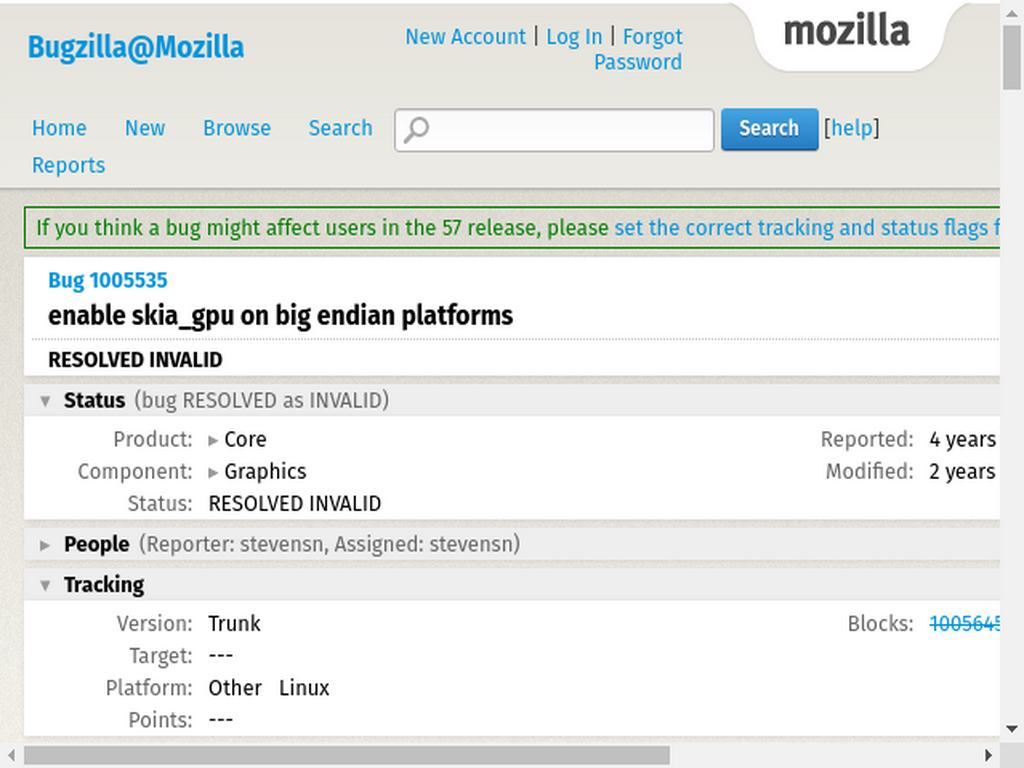 Bugzilla@Mozilla
New Account | Log In | Forgot
Password
mozilla
Home New Browse Search
Search [help]
Reports
If you think a bug might affect users in the 57 release, please set the correct tracking and status flags
Bug 1005535
enable skia_gpu on big endian platforms
RESOLVED INVALID
▾ Status (bug RESOLVED as INVALID)
Product: ▸ Core
Reported: 4 years
Component: ▸ Graphics
Modified: 2 years
Status: RESOLVED INVALID
▸ People (Reporter: stevensn, Assigned: stevensn)
▾ Tracking
Version: Trunk
Blocks: 1005645
Target: ---
Platform: Other Linux
Points: ---